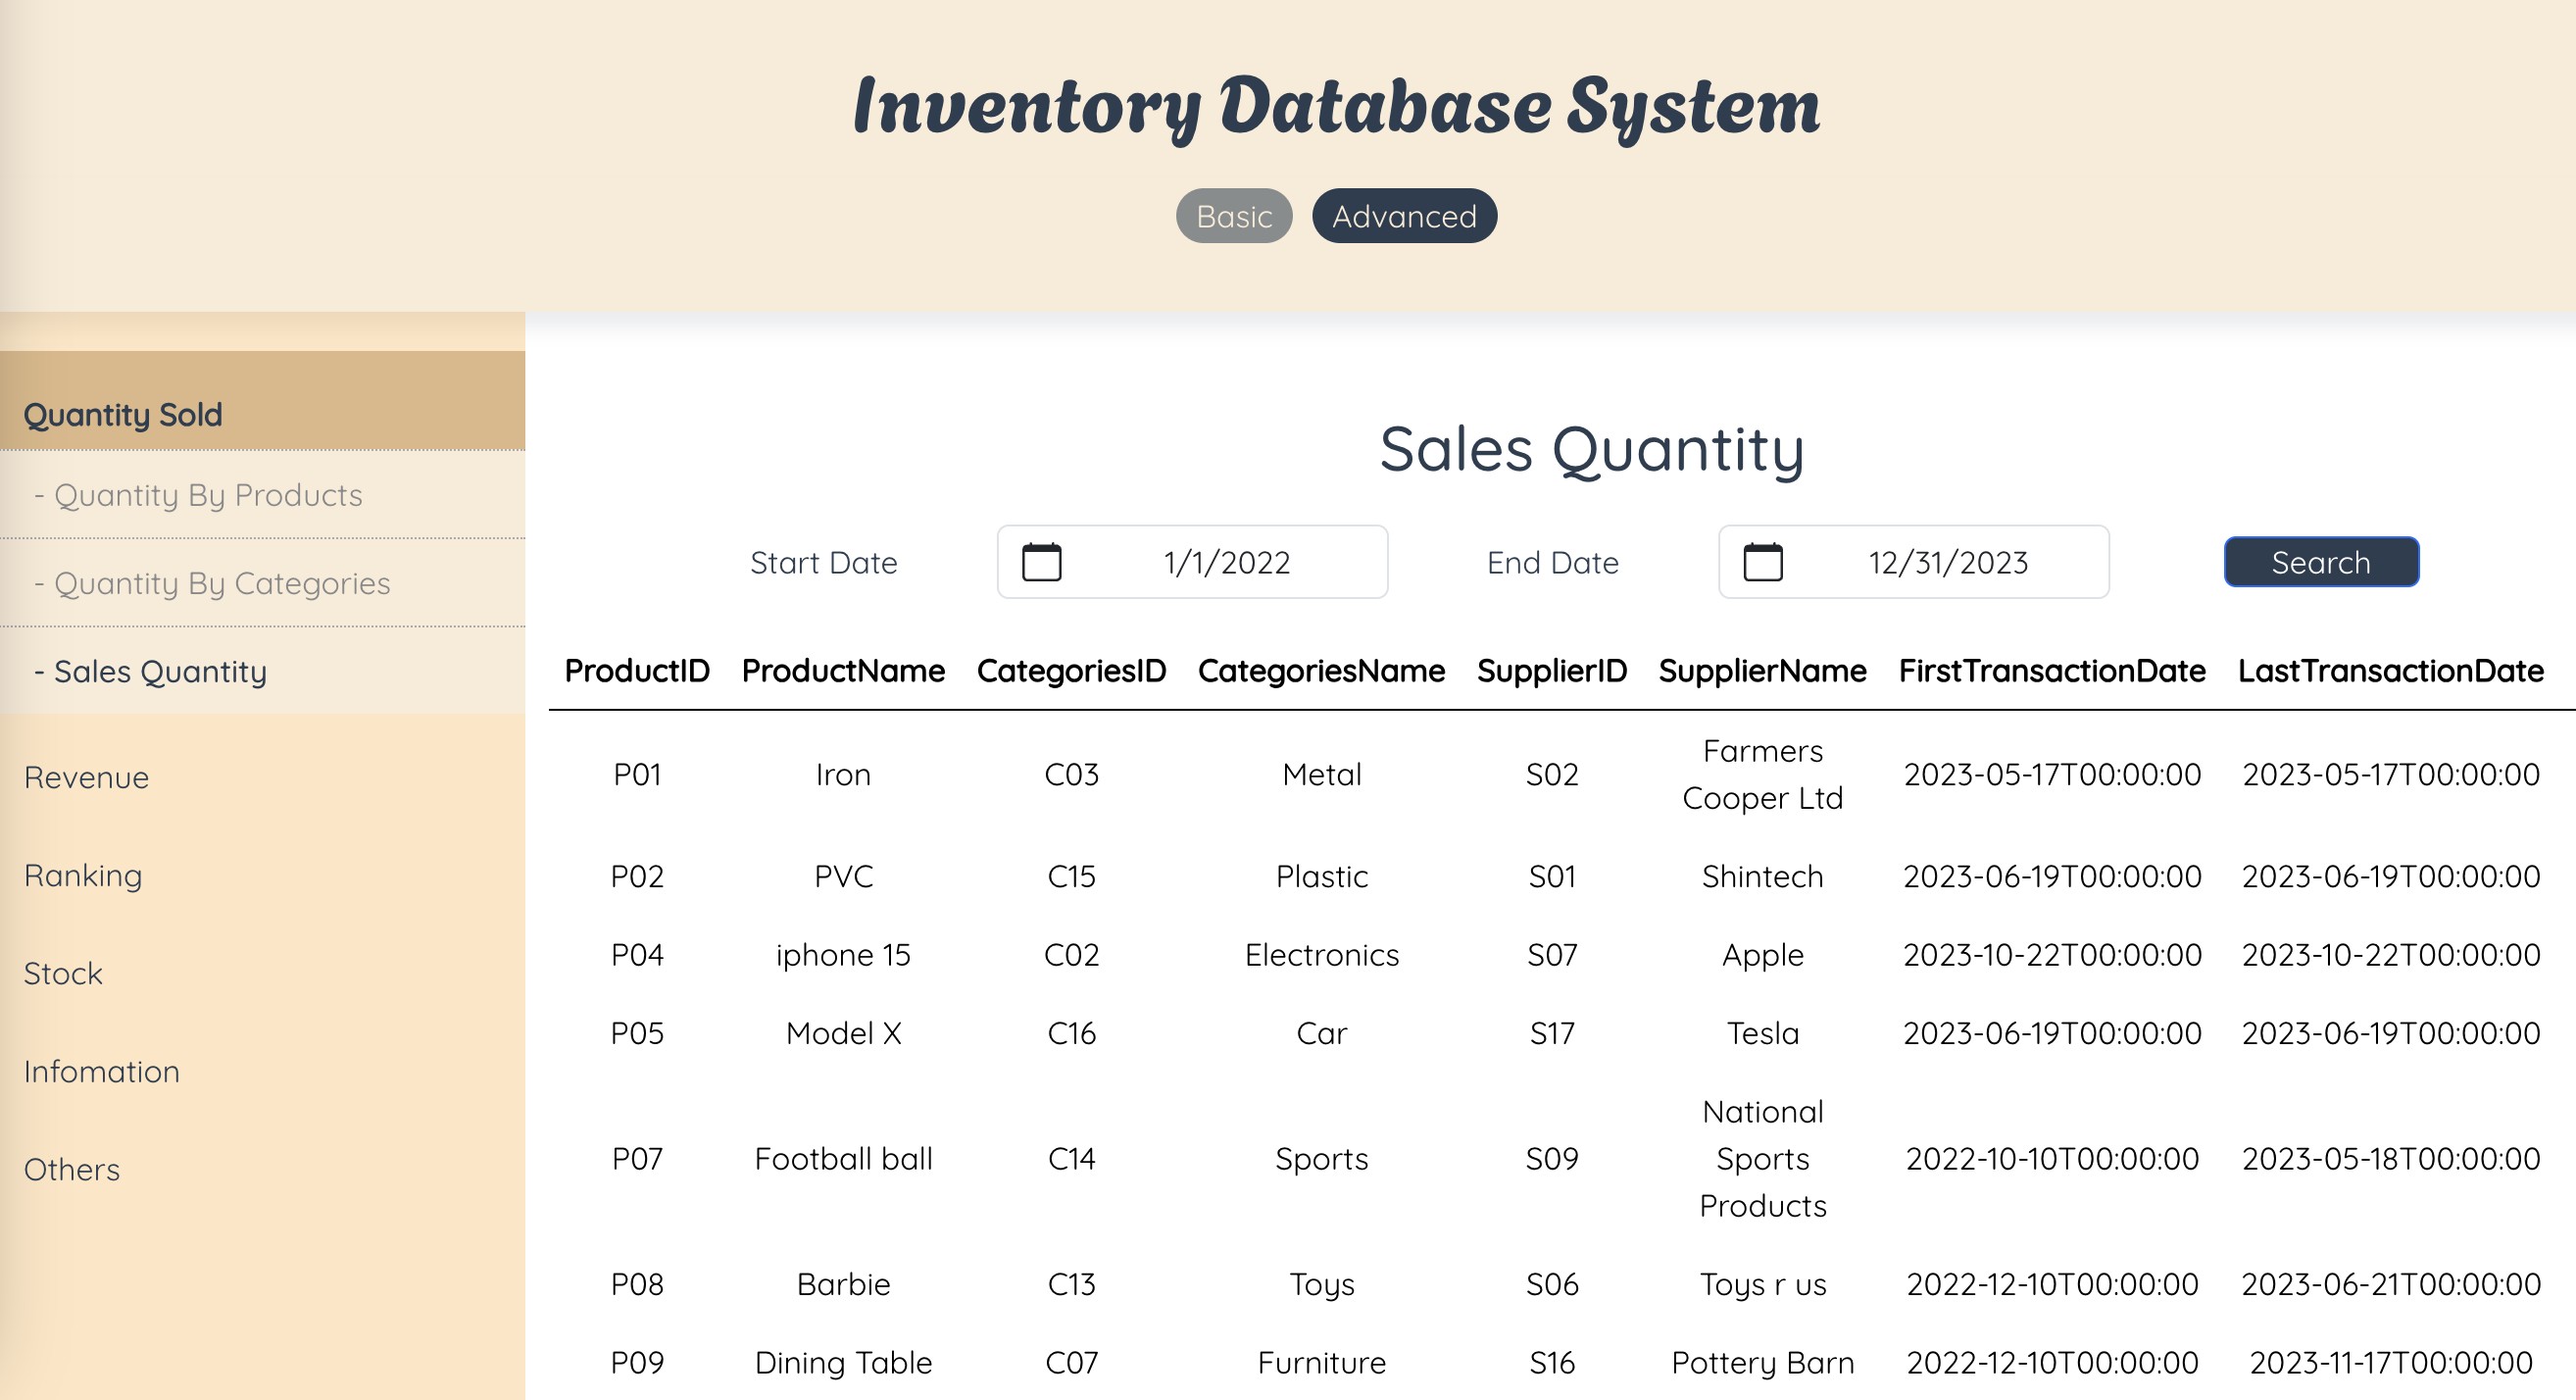 Inventory Database System
Basic Advanced
Quantity Sold
- Quantity By Products
- Quantity By Categories
- Sales Quantity
Revenue
Ranking
Stock
Infomation
Others
Sales Quantity
Start Date 1/1/2022 End Date 12/31/2023 Search
ProductID ProductName CategoriesID CategoriesName SupplierID SupplierName FirstTransactionDate LastTransactionDate
P01 Iron C03 Metal S02 Farmers Cooper Ltd 2023-05-17T00:00:00 2023-05-17T00:00:00
P02 PVC C15 Plastic S01 Shintech 2023-06-19T00:00:00 2023-06-19T00:00:00
P04 iphone 15 C02 Electronics S07 Apple 2023-10-22T00:00:00 2023-10-22T00:00:00
P05 Model X C16 Car S17 Tesla 2023-06-19T00:00:00 2023-06-19T00:00:00
P07 Football ball C14 Sports S09 National Sports Products 2022-10-10T00:00:00 2023-05-18T00:00:00
P08 Barbie C13 Toys S06 Toys r us 2022-12-10T00:00:00 2023-06-21T00:00:00
P09 Dining Table C07 Furniture S16 Pottery Barn 2022-12-10T00:00:00 2023-11-17T00:00:00